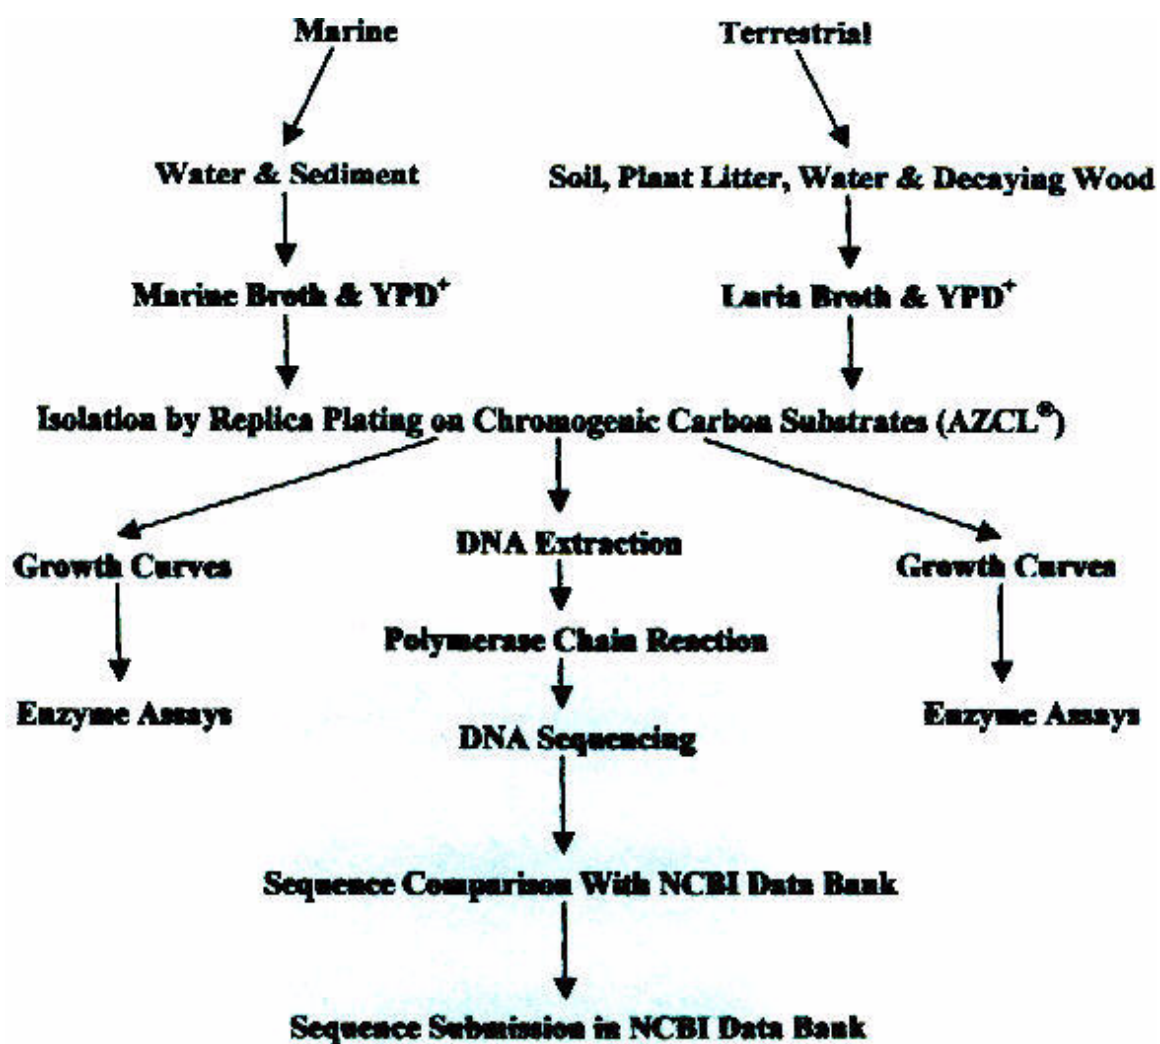 Marine
Terrestrial
Water & Sediment
Soil, Plant Litter, Water & Decaying Wood
Marine Broth & YPD⁺
Luria Broth & YPD⁺
Isolation by Replica Plating on Chromogenic Carbon Substrates (AZCL®)
Growth Curves
DNA Extraction
Growth Curves
Polymerase Chain Reaction
Enzyme Assays
DNA Sequencing
Enzyme Assays
Sequence Comparison With NCBI Data Bank
Sequence Submission in NCBI Data Bank